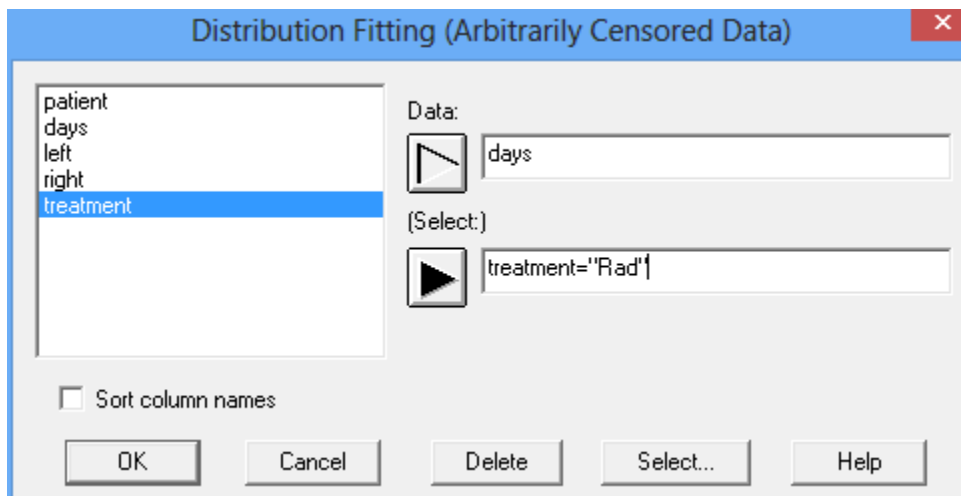 Distribution Fitting (Arbitrarily Censored Data)
patient
days
left
right
treatment
Data:
days
(Select:)
treatment="Rad"
Sort column names
OK
Cancel
Delete
Select...
Help